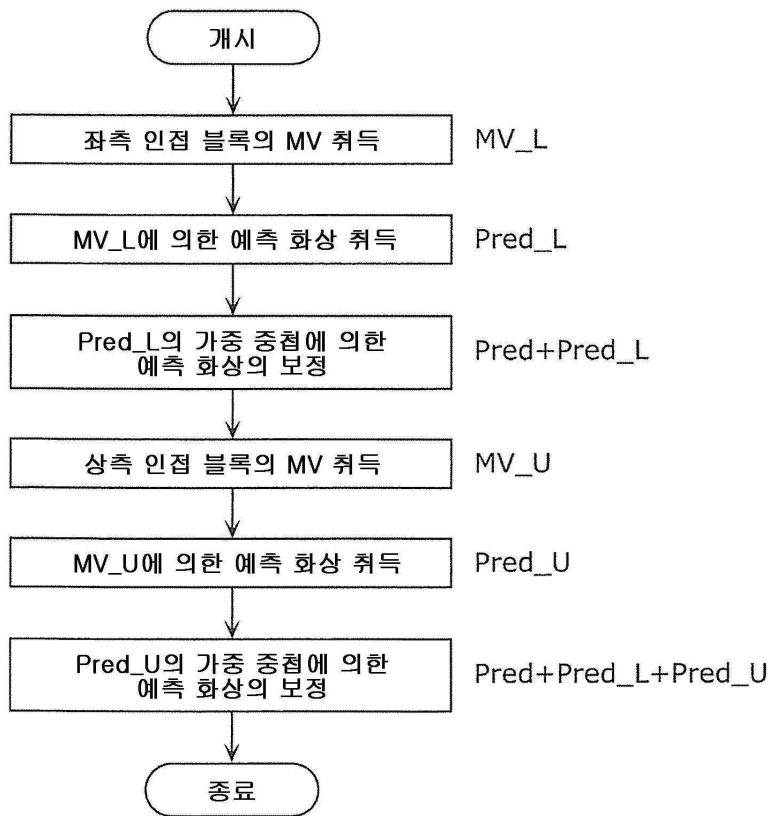 개시
좌측 인접 블록의 MV 취득
MV_L
MV_L에 의한 예측 화상 취득
Pred_L
Pred_L의 가중 중첩에 의한
예측 화상의 보정
Pred+Pred_L
상측 인접 블록의 MV 취득
MV_U
MV_U에 의한 예측 화상 취득
Pred_U
Pred_U의 가중 중첩에 의한
예측 화상의 보정
Pred+Pred_L+Pred_U
종료